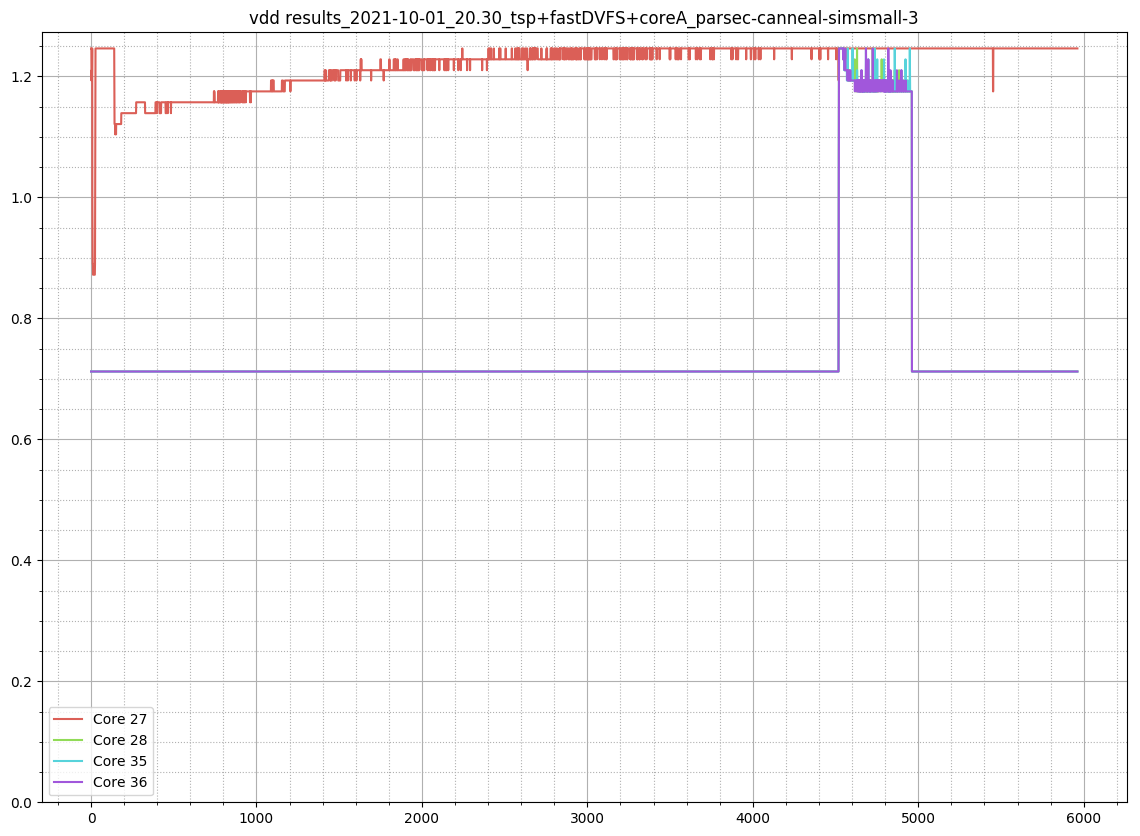 vdd results_2021-10-01_20.30_tsp+fastDVFS+coreA_parsec-canneal-simsmall-3
1.2
1.0
0.8
0.6
0.4
0.2
0.0
Core 27
Core 28
Core 35
Core 36
0 1000 2000 3000 4000 5000 6000